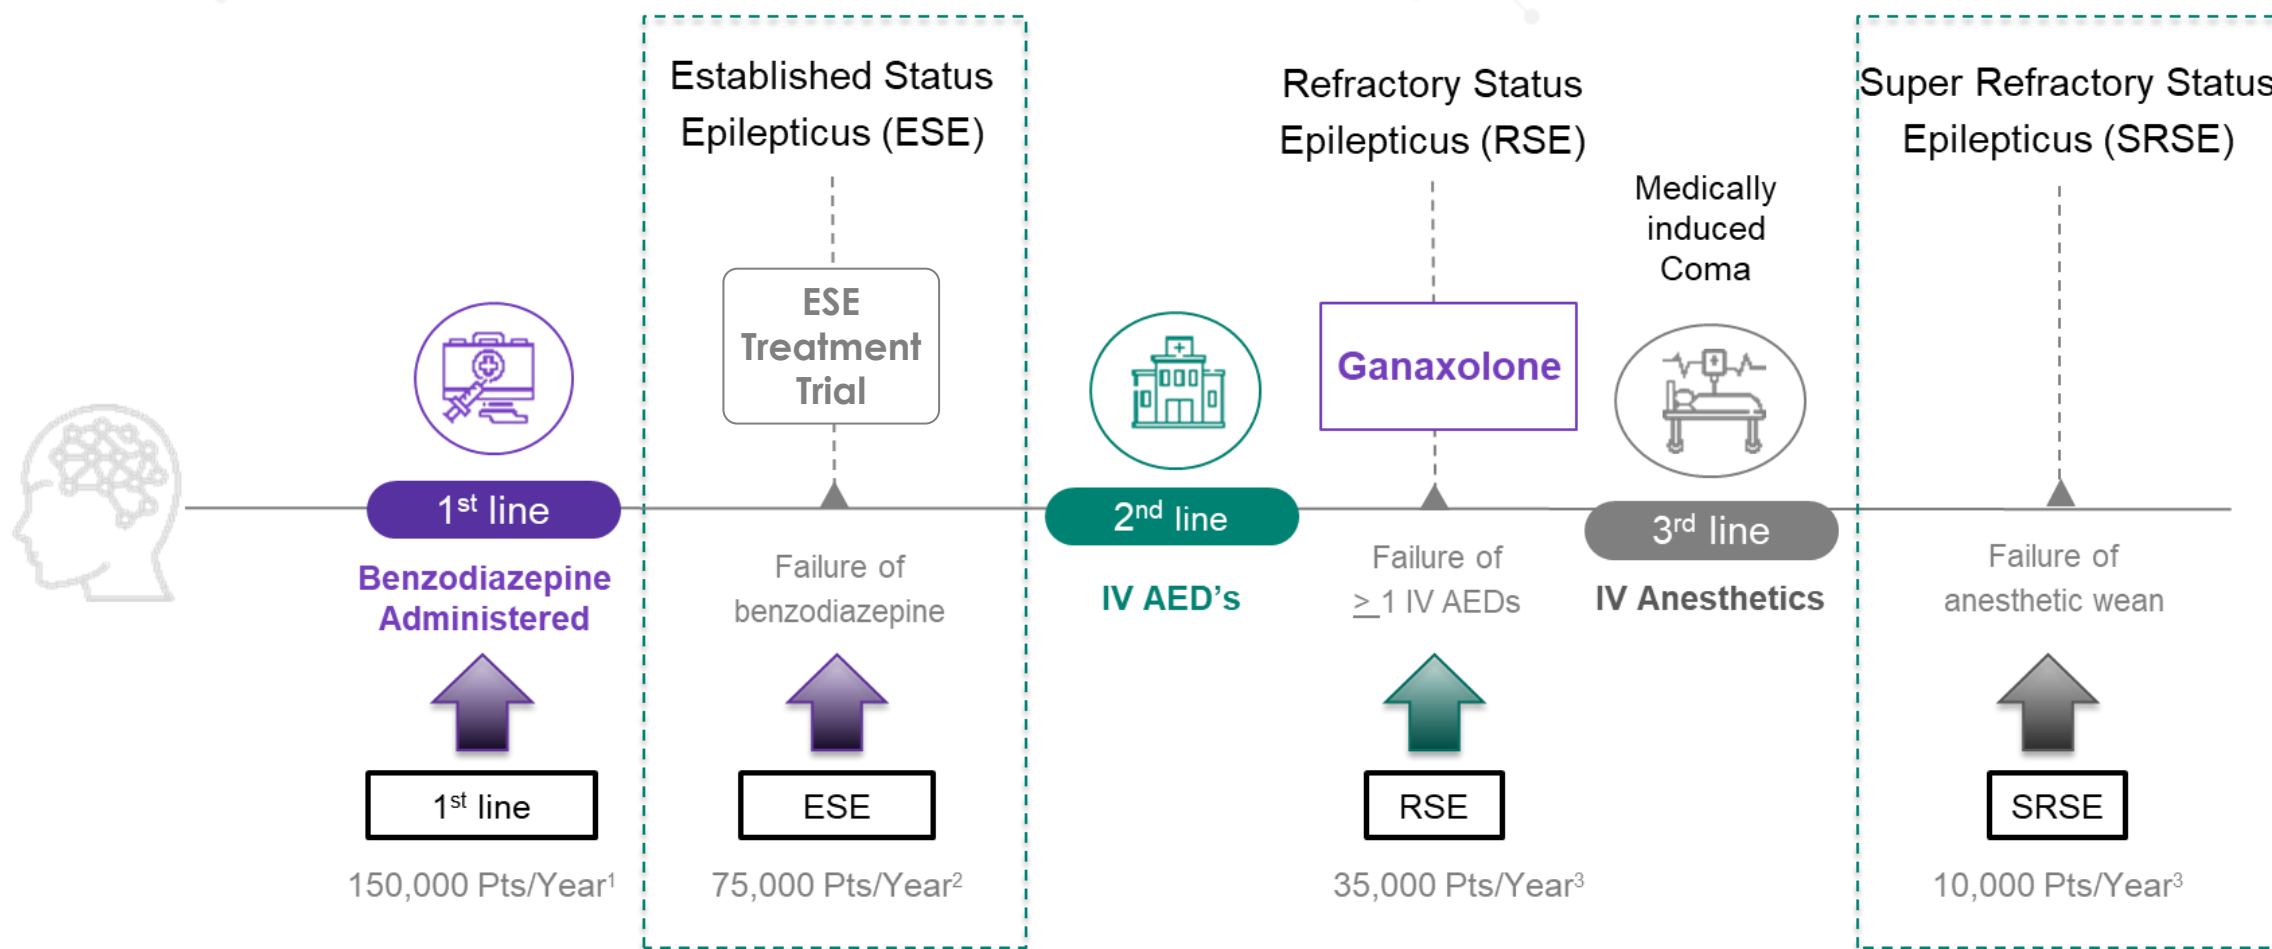 Established Status
Epilepticus (ESE)
Refractory Status
Epilepticus (RSE)
Super Refractory Status
Epilepticus (SRSE)
Medically
induced
Coma
ESE
Treatment
Trial
Ganaxolone
1st line
2nd line
3rd line
Benzodiazepine
Administered
Failure of
benzodiazepine
IV AED’s
Failure of
> 1 IV AEDs
IV Anesthetics
Failure of
anesthetic wean
1st line
ESE
RSE
SRSE
150,000 Pts/Year1
75,000 Pts/Year2
35,000 Pts/Year3
10,000 Pts/Year3